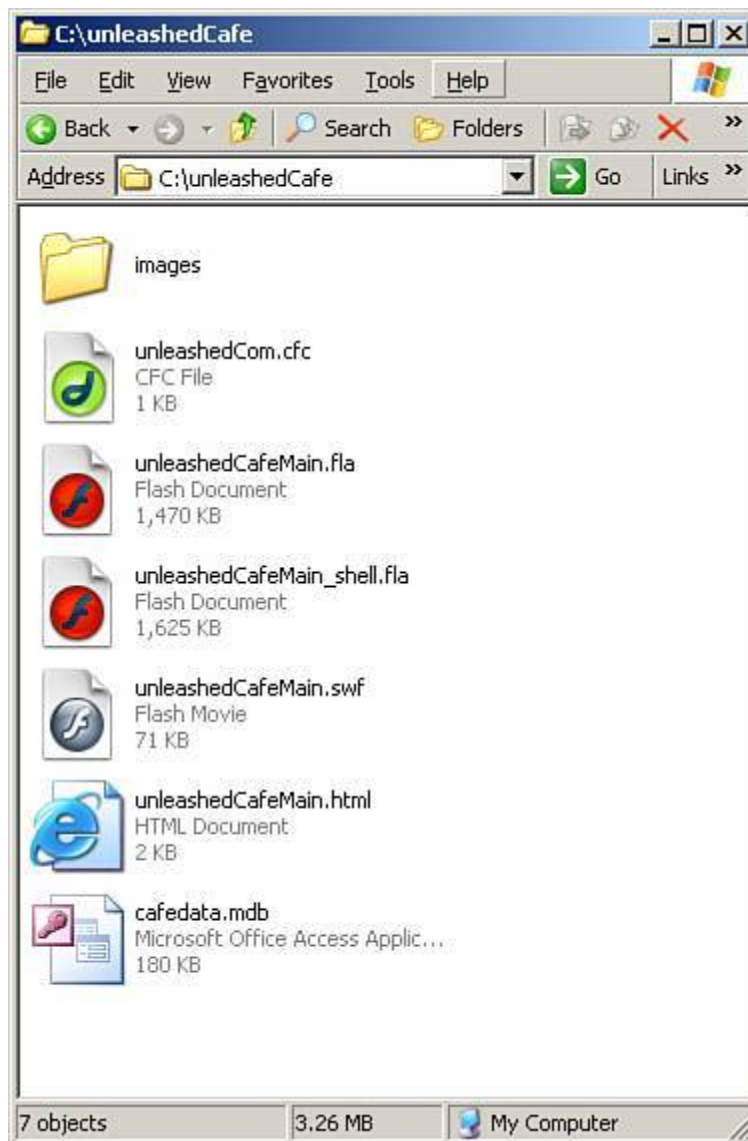 C:\unleashedCafe
File Edit View Favorites Tools Help
Back Search Folders »
Address C:\unleashedCafe Go Links »
images
unleashedCom.cfc
CFC File
1 KB
unleashedCafeMain.fla
Flash Document
1,470 KB
unleashedCafeMain_shell.fla
Flash Document
1,625 KB
unleashedCafeMain.swf
Flash Movie
71 KB
unleashedCafeMain.html
HTML Document
2 KB
cafedata.mdb
Microsoft Office Access Applic...
180 KB
7 objects 3.26 MB My Computer